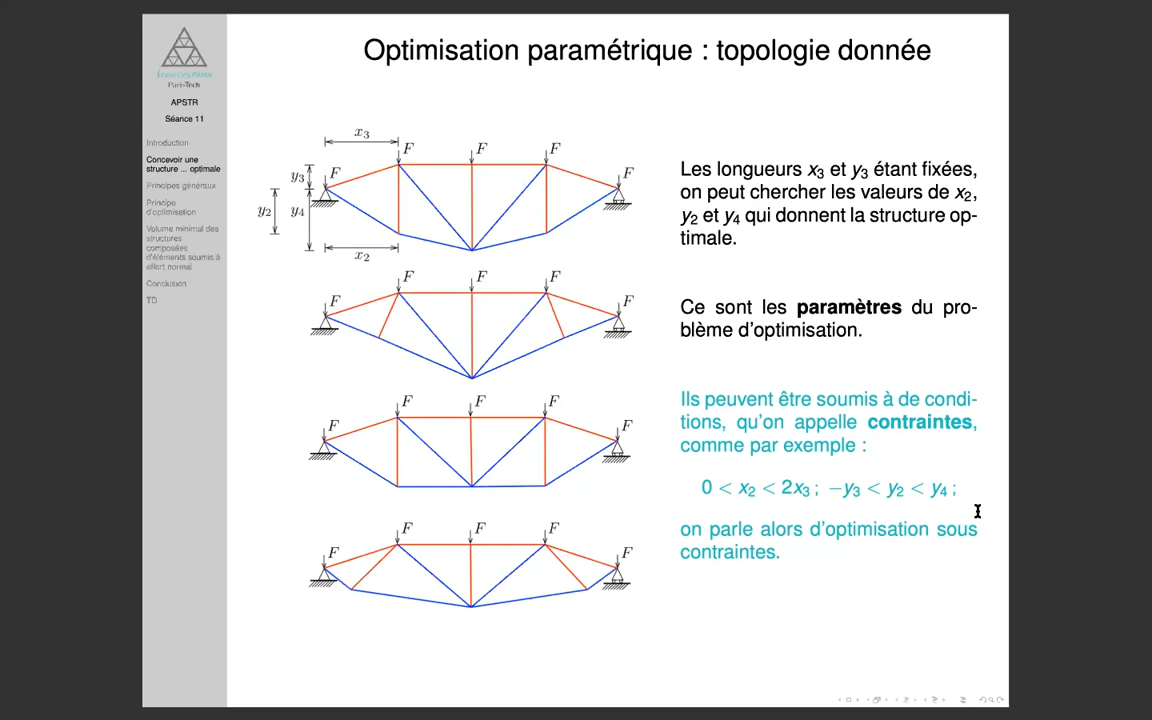 Optimisation paramétrique : topologie donnée
École des Ponts
ParisTech
APSTR
Séance 11
Introduction
Concevoir une
structure ... optimale
Principes généraux
Principe
d'optimisation
Volume minimal des
structures
composées
d'éléments soumis à
effort normal
Conclusion
TD
x3
F F F
y3 F F
y2 y4
x2
F F F
F F
F F F
F F
F F F
F F
Les longueurs x3 et y3 étant fixées,
on peut chercher les valeurs de x2,
y2 et y4 qui donnent la structure op-
timale.
Ce sont les paramètres du pro-
blème d'optimisation.
Ils peuvent être soumis à de condi-
tions, qu'on appelle contraintes,
comme par exemple :
0 < x2 < 2x3 ; −y3 < y2 < y4 ;
on parle alors d'optimisation sous
contraintes.